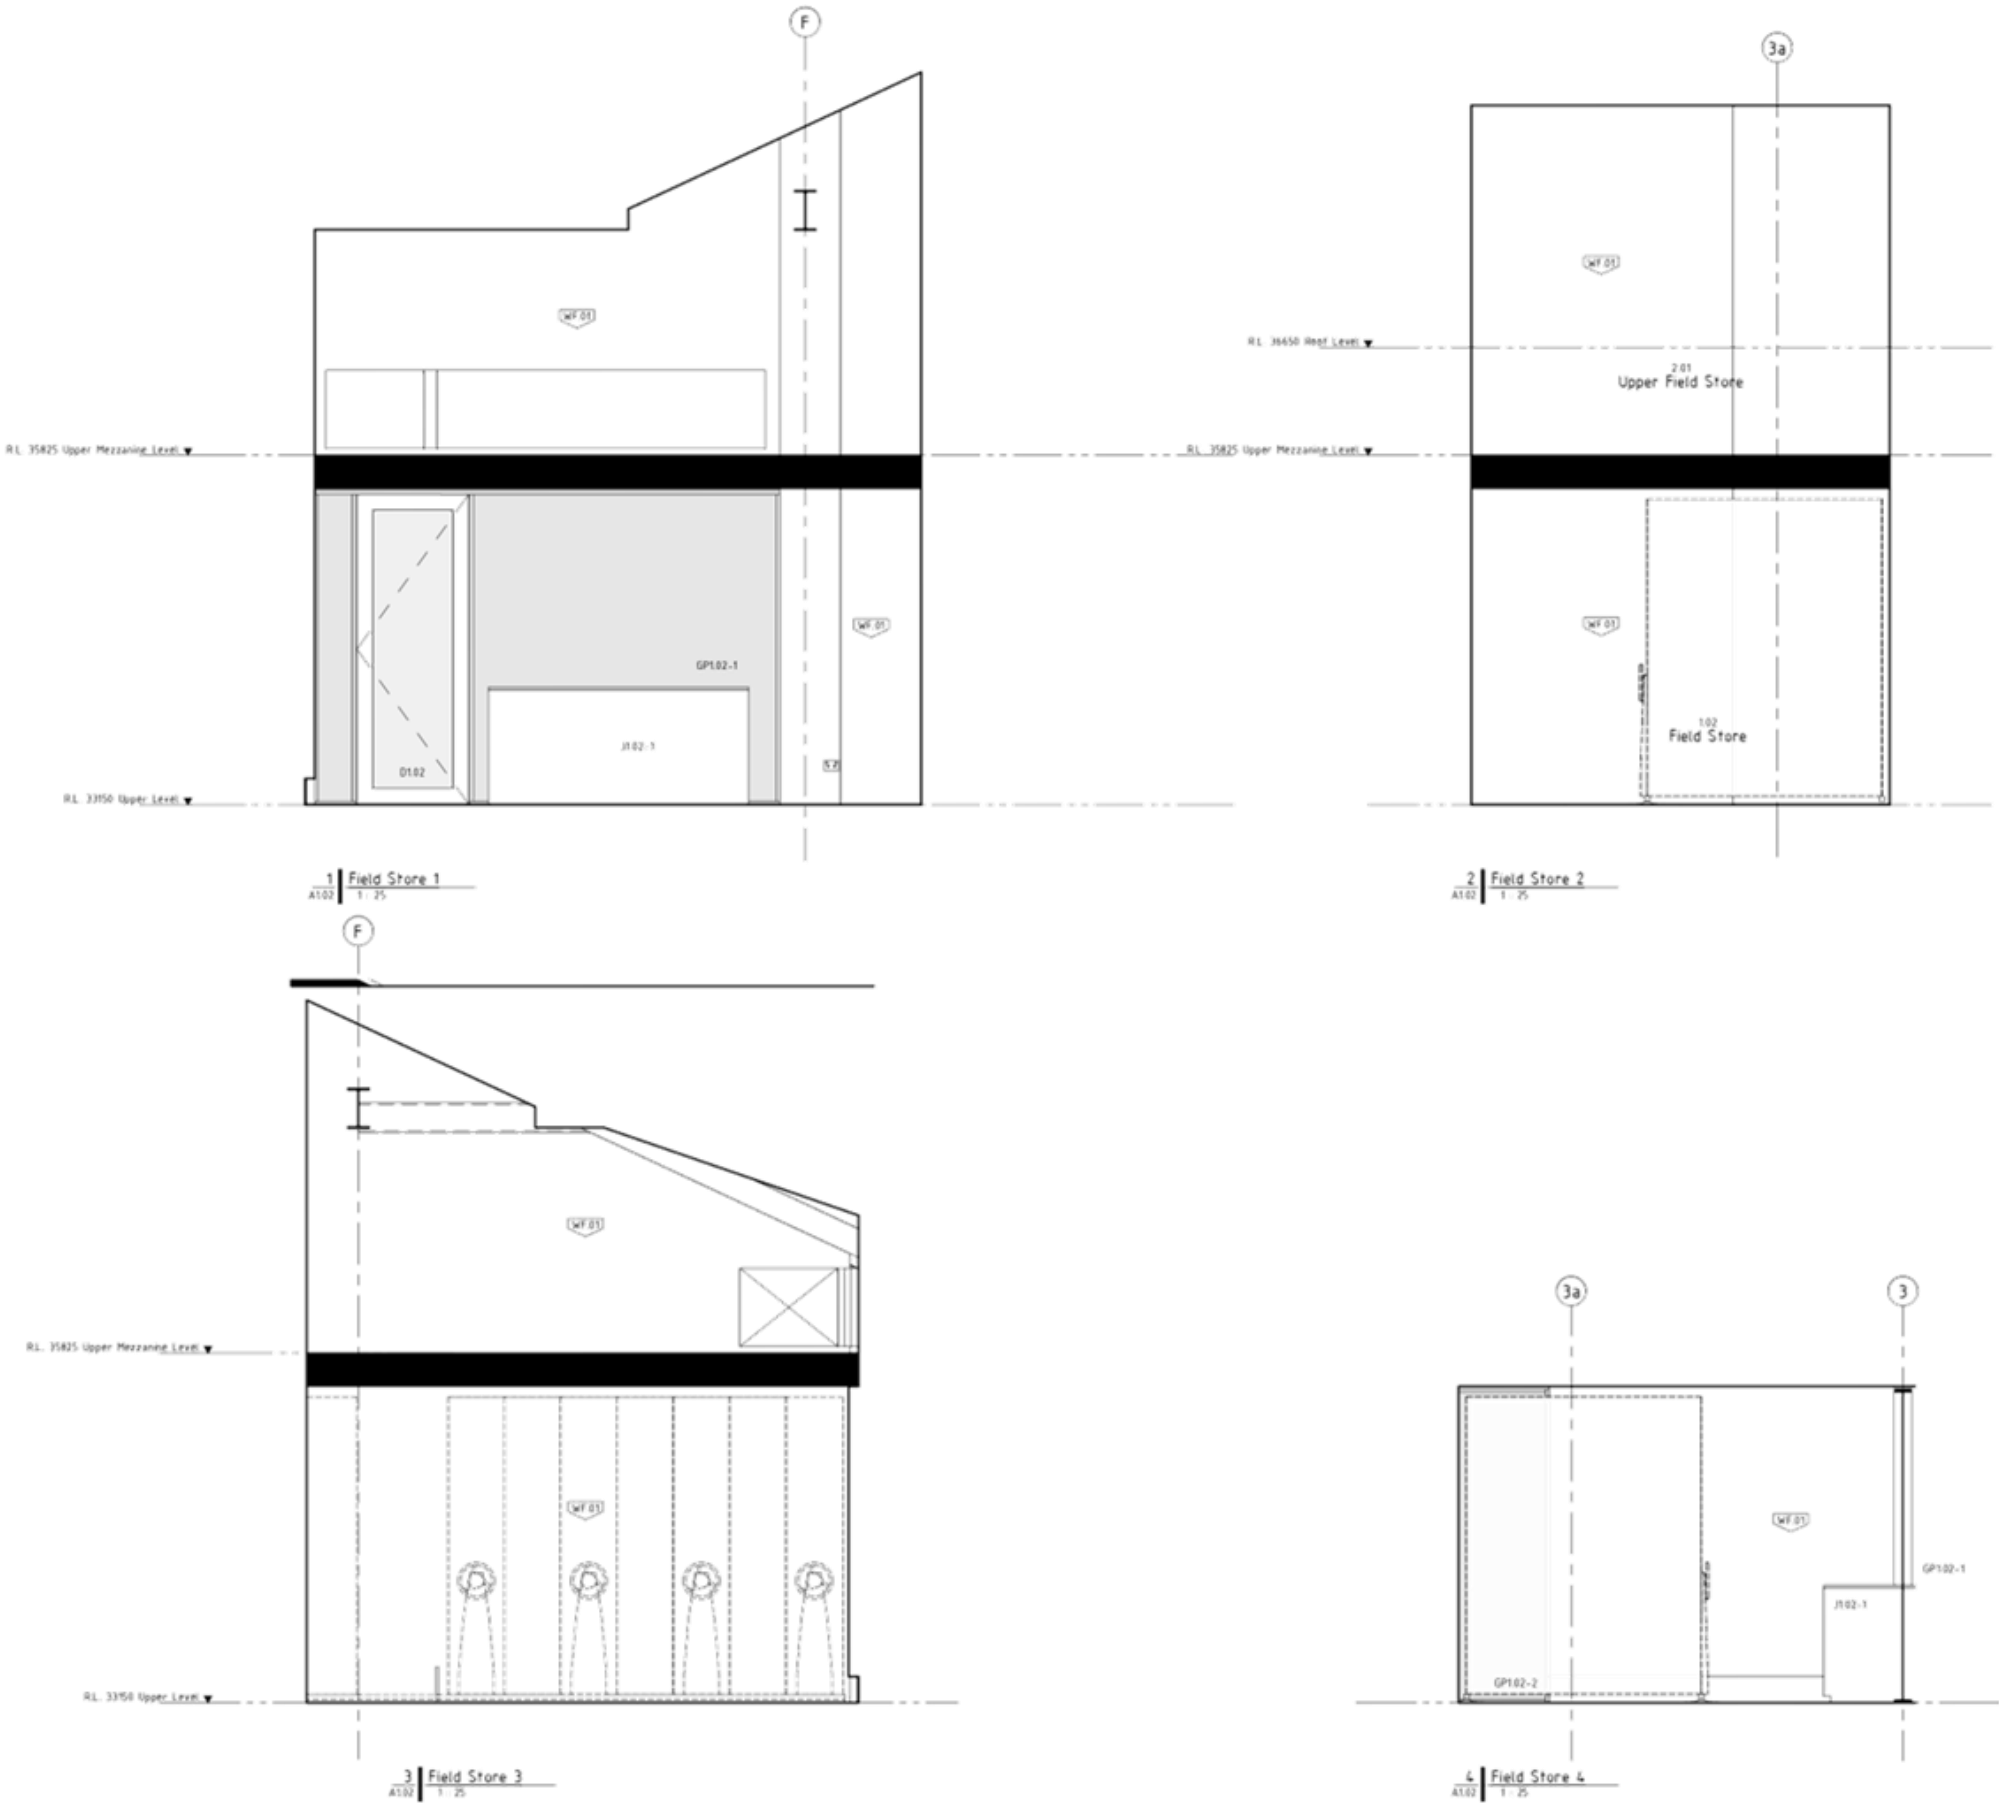 F
3a
WF.01
WF.01
R.L. 36650 Roof Level
2.01
Upper Field Store
R.L. 35825 Upper Mezzanine Level
R.L. 35825 Upper Mezzanine Level
WF.01
WF.01
GP1.02-1
1.02
Field Store
J1.02-1
D1.02
R.L. 33150 Upper Level
1 Field Store 1
A1.02 1 : 25
2 Field Store 2
A1.02 1 : 25
F
WF.01
3a
3
R.L. 35825 Upper Mezzanine Level
WF.01
WF.01
GP1.02-1
J1.02-1
GP1.02-2
R.L. 33150 Upper Level
3 Field Store 3
A1.02 1 : 25
4 Field Store 4
A1.02 1 : 25